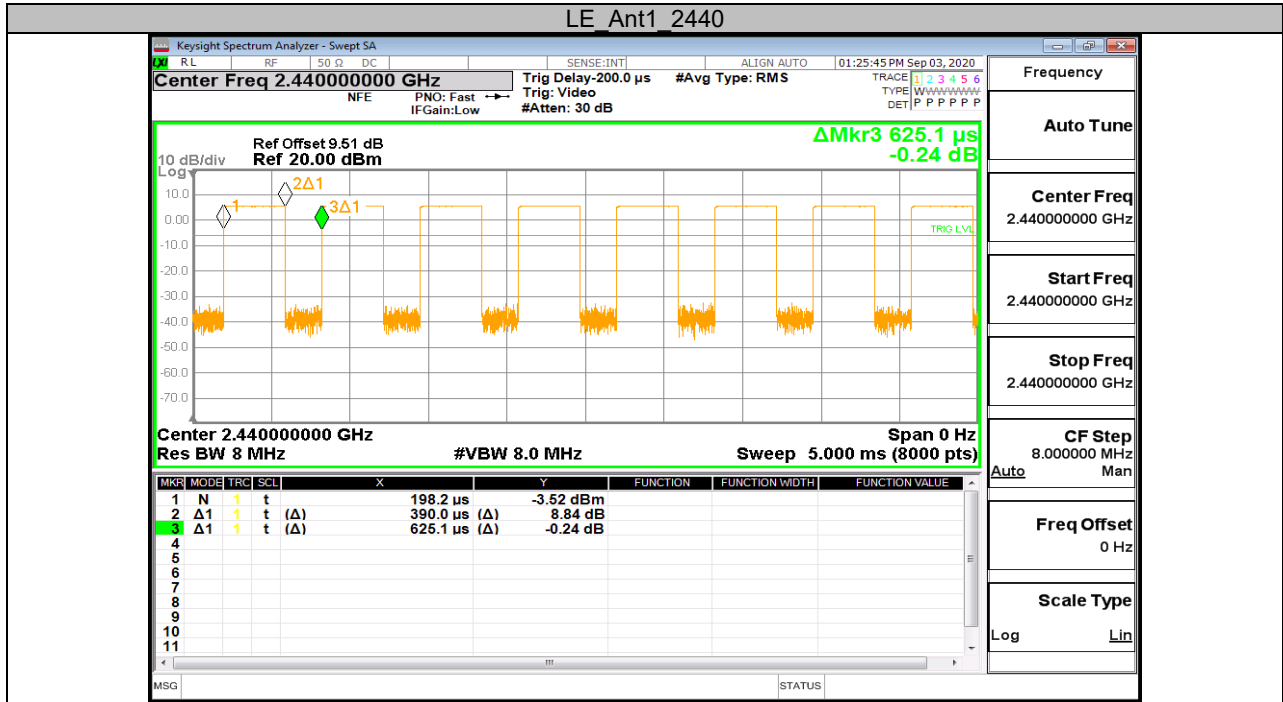 LE_Ant1_2440
Keysight Spectrum Analyzer - Swept SA
LXI RL RF 50 Ω DC SENSE:INT ALIGN AUTO 01:25:45 PM Sep 03, 2020
Center Freq 2.440000000 GHz Trig Delay-200.0 µs #Avg Type: RMS TRACE 1 2 3 4 5 6
NFE PNO: Fast Trig: Video TYPE WWWWWW
IFGain:Low #Atten: 30 dB DET P P P P P P
ΔMkr3 625.1 µs
-0.24 dB
Ref Offset 9.51 dB
10 dB/div Ref 20.00 dBm
Log
10.0
0.00
-10.0
-20.0
-30.0
-40.0
-50.0
-60.0
-70.0
1
2Δ1
3Δ1
TRIG LVL
Center 2.440000000 GHz Span 0 Hz
Res BW 8 MHz #VBW 8.0 MHz Sweep 5.000 ms (8000 pts)
MKR MODE TRC SCL X Y FUNCTION FUNCTION WIDTH FUNCTION VALUE
1 N 1 t 198.2 µs -3.52 dBm
2 Δ1 1 t (Δ) 390.0 µs (Δ) 8.84 dB
3 Δ1 1 t (Δ) 625.1 µs (Δ) -0.24 dB
4
5
6
7
8
9
10
11
MSG STATUS
Frequency
Auto Tune
Center Freq
2.440000000 GHz
Start Freq
2.440000000 GHz
Stop Freq
2.440000000 GHz
CF Step
8.000000 MHz
Auto Man
Freq Offset
0 Hz
Scale Type
Log Lin